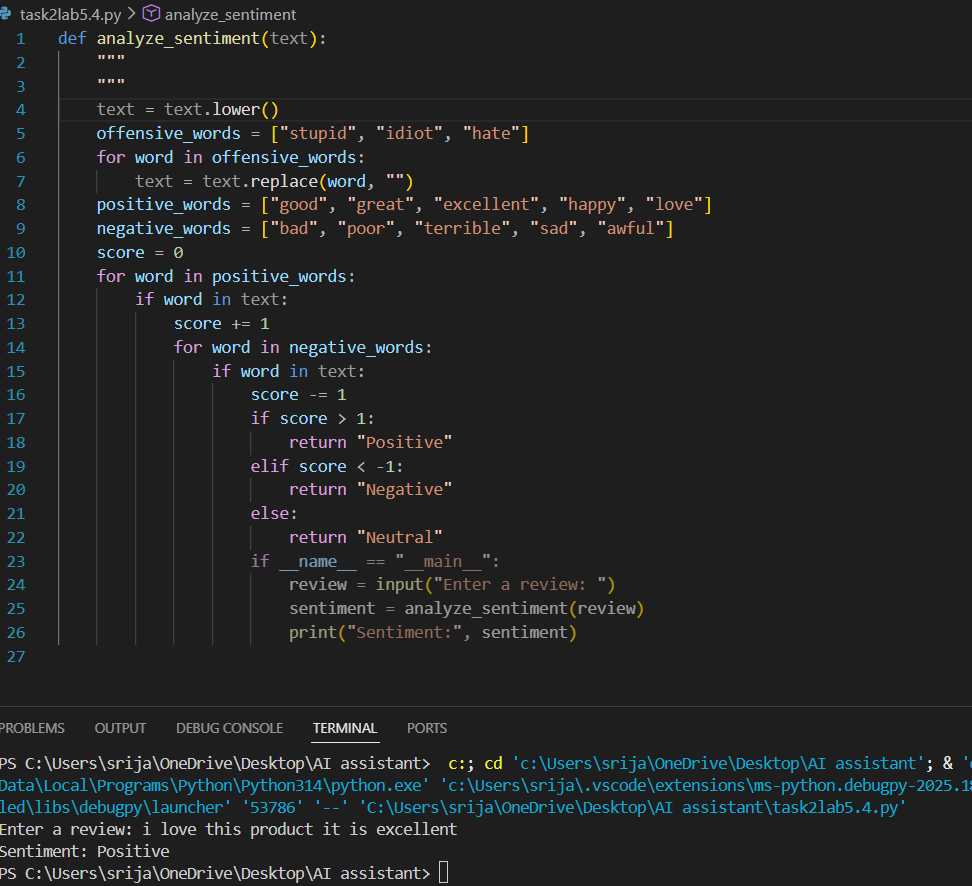 task2lab5.4.py > analyze_sentiment
1 def analyze_sentiment(text):
2     """
3     """
4     text = text.lower()
5     offensive_words = ["stupid", "idiot", "hate"]
6     for word in offensive_words:
7         text = text.replace(word, "")
8     positive_words = ["good", "great", "excellent", "happy", "love"]
9     negative_words = ["bad", "poor", "terrible", "sad", "awful"]
10     score = 0
11     for word in positive_words:
12         if word in text:
13             score += 1
14             for word in negative_words:
15                 if word in text:
16                     score -= 1
17                     if score > 1:
18                         return "Positive"
19                     elif score < -1:
20                         return "Negative"
21                     else:
22                         return "Neutral"
23                     if __name__ == "__main__":
24                         review = input("Enter a review: ")
25                         sentiment = analyze_sentiment(review)
26                         print("Sentiment:", sentiment)
27
PROBLEMS OUTPUT DEBUG CONSOLE TERMINAL PORTS
PS C:\Users\srija\OneDrive\Desktop\AI assistant>  c:; cd 'c:\Users\srija\OneDrive\Desktop\AI assistant'; & '
Data\Local\Programs\Python\Python314\python.exe' 'c:\Users\srija\.vscode\extensions\ms-python.debugpy-2025.18
led\libs\debugpy\launcher' '53786' '--' 'C:\Users\srija\OneDrive\Desktop\AI assistant\task2lab5.4.py'
Enter a review: i love this product it is excellent
Sentiment: Positive
PS C:\Users\srija\OneDrive\Desktop\AI assistant>